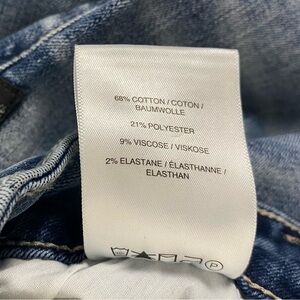 68% COTTON / COTON /
BAUMWOLLE
21% POLYESTER
9% VISCOSE / VISKOSE
2% ELASTANE / ÉLASTHANNE /
ELASTHAN
P